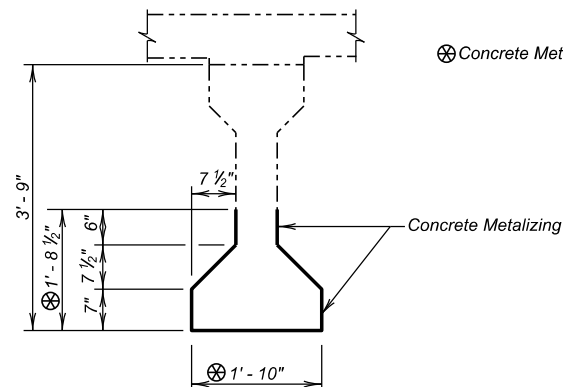 ⊛ Concrete Met
7 ½"
3' - 9"
⊛ 1' - 8 ½"
6"
7 ½"
7"
Concrete Metalizing
⊛ 1' - 10"